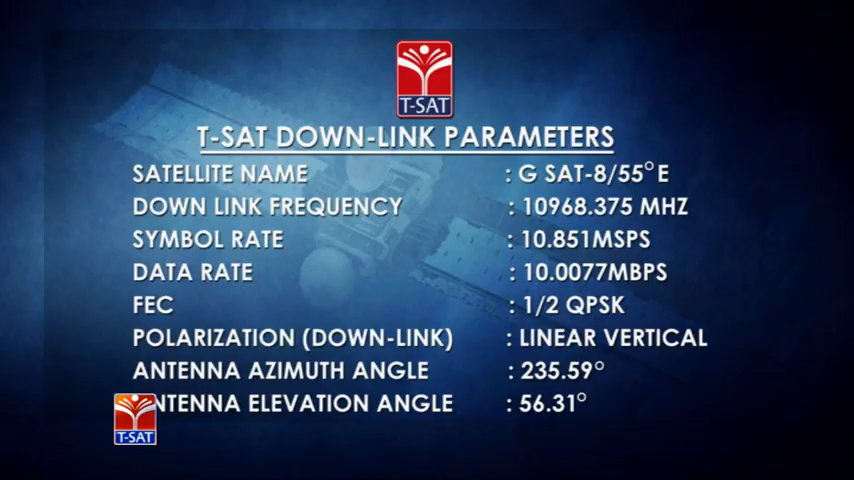 T-SAT
T-SAT DOWN-LINK PARAMETERS
SATELLITE NAME : G SAT-8/55°E
DOWN LINK FREQUENCY : 10968.375 MHZ
SYMBOL RATE : 10.851MSPS
DATA RATE : 10.0077MBPS
FEC : 1/2 QPSK
POLARIZATION (DOWN-LINK) : LINEAR VERTICAL
ANTENNA AZIMUTH ANGLE : 235.59°
ANTENNA ELEVATION ANGLE : 56.31°
T-SAT